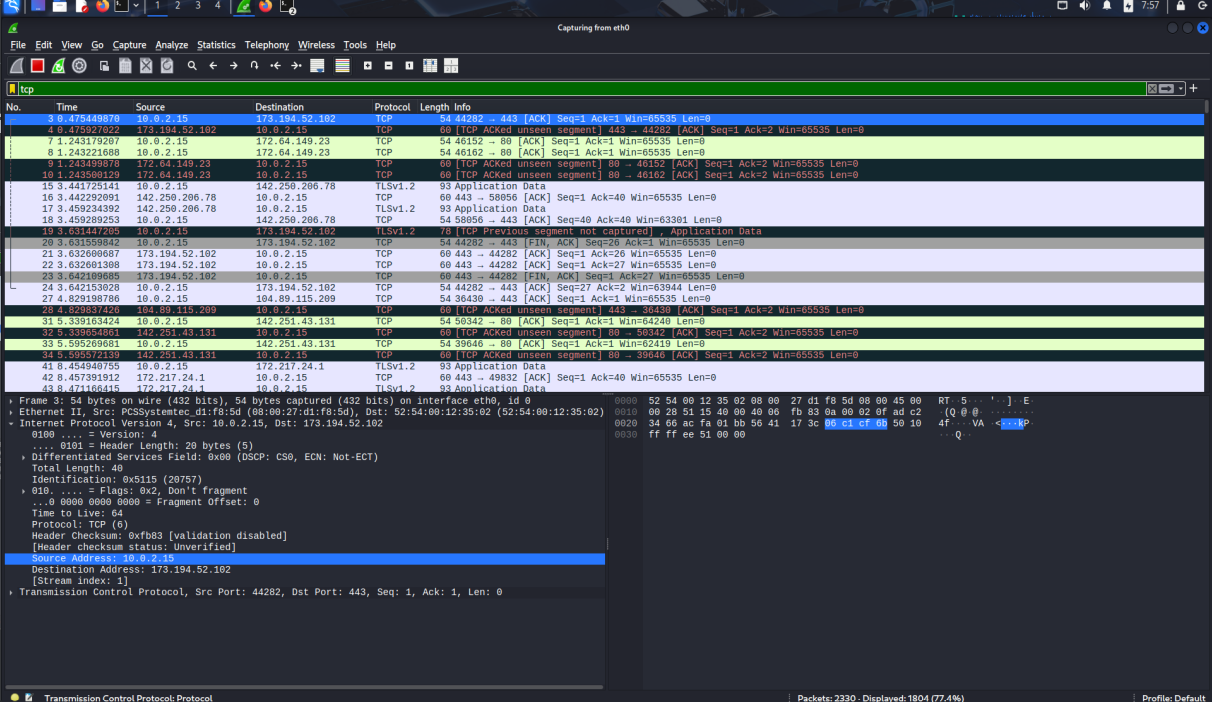 1 2 3 4 2 7:57
Capturing from eth0
File Edit View Go Capture Analyze Statistics Telephony Wireless Tools Help
tcp
No. Time Source Destination Protocol Length Info
3 0.475449870 10.0.2.15 173.194.52.102 TCP 54 44282 → 443 [ACK] Seq=1 Ack=1 Win=65535 Len=0
4 0.475927022 173.194.52.102 10.0.2.15 TCP 60 [TCP ACKed unseen segment] 443 → 44282 [ACK] Seq=1 Ack=2 Win=65535 Len=0
7 1.243179207 10.0.2.15 172.64.149.23 TCP 54 46152 → 80 [ACK] Seq=1 Ack=1 Win=65535 Len=0
8 1.243221688 10.0.2.15 172.64.149.23 TCP 54 46162 → 80 [ACK] Seq=1 Ack=1 Win=65535 Len=0
9 1.243499878 172.64.149.23 10.0.2.15 TCP 60 [TCP ACKed unseen segment] 80 → 46152 [ACK] Seq=1 Ack=2 Win=65535 Len=0
10 1.243500129 172.64.149.23 10.0.2.15 TCP 60 [TCP ACKed unseen segment] 80 → 46162 [ACK] Seq=1 Ack=2 Win=65535 Len=0
15 3.441725141 10.0.2.15 142.250.206.78 TLSv1.2 93 Application Data
16 3.442292091 142.250.206.78 10.0.2.15 TCP 60 443 → 58056 [ACK] Seq=1 Ack=40 Win=65535 Len=0
17 3.459234392 142.250.206.78 10.0.2.15 TLSv1.2 93 Application Data
18 3.459289253 10.0.2.15 142.250.206.78 TCP 54 58056 → 443 [ACK] Seq=40 Ack=40 Win=63301 Len=0
19 3.631447205 10.0.2.15 173.194.52.102 TLSv1.2 78 [TCP Previous segment not captured] , Application Data
20 3.631559842 10.0.2.15 173.194.52.102 TCP 54 44282 → 443 [FIN, ACK] Seq=26 Ack=1 Win=65535 Len=0
21 3.632600687 173.194.52.102 10.0.2.15 TCP 60 443 → 44282 [ACK] Seq=1 Ack=26 Win=65535 Len=0
22 3.632601308 173.194.52.102 10.0.2.15 TCP 60 443 → 44282 [ACK] Seq=1 Ack=27 Win=65535 Len=0
23 3.642109685 173.194.52.102 10.0.2.15 TCP 60 443 → 44282 [FIN, ACK] Seq=1 Ack=27 Win=65535 Len=0
24 3.642153028 10.0.2.15 173.194.52.102 TCP 54 44282 → 443 [ACK] Seq=27 Ack=2 Win=63944 Len=0
27 4.829198786 10.0.2.15 104.89.115.209 TCP 54 36430 → 443 [ACK] Seq=1 Ack=1 Win=65535 Len=0
28 4.829837426 104.89.115.209 10.0.2.15 TCP 60 [TCP ACKed unseen segment] 443 → 36430 [ACK] Seq=1 Ack=2 Win=65535 Len=0
31 5.339163424 10.0.2.15 142.251.43.131 TCP 54 50342 → 80 [ACK] Seq=1 Ack=1 Win=64240 Len=0
32 5.339654861 142.251.43.131 10.0.2.15 TCP 60 [TCP ACKed unseen segment] 80 → 50342 [ACK] Seq=1 Ack=2 Win=65535 Len=0
33 5.595269681 10.0.2.15 142.251.43.131 TCP 54 39646 → 80 [ACK] Seq=1 Ack=1 Win=62419 Len=0
34 5.595572139 142.251.43.131 10.0.2.15 TCP 60 [TCP ACKed unseen segment] 80 → 39646 [ACK] Seq=1 Ack=2 Win=65535 Len=0
41 8.454940755 10.0.2.15 172.217.24.1 TLSv1.2 93 Application Data
42 8.457391912 172.217.24.1 10.0.2.15 TCP 60 443 → 49832 [ACK] Seq=1 Ack=40 Win=65535 Len=0
43 8.471166415 172.217.24.1 10.0.2.15 TLSv1.2 93 Application Data
Frame 3: 54 bytes on wire (432 bits), 54 bytes captured (432 bits) on interface eth0, id 0
Ethernet II, Src: PCSSystemtec_d1:f8:5d (08:00:27:d1:f8:5d), Dst: 52:54:00:12:35:02 (52:54:00:12:35:02)
Internet Protocol Version 4, Src: 10.0.2.15, Dst: 173.194.52.102
0100 .... = Version: 4
.... 0101 = Header Length: 20 bytes (5)
Differentiated Services Field: 0x00 (DSCP: CS0, ECN: Not-ECT)
Total Length: 40
Identification: 0x5115 (20757)
010. .... = Flags: 0x2, Don't fragment
...0 0000 0000 0000 = Fragment Offset: 0
Time to Live: 64
Protocol: TCP (6)
Header Checksum: 0xfb83 [validation disabled]
[Header checksum status: Unverified]
Source Address: 10.0.2.15
Destination Address: 173.194.52.102
[Stream index: 1]
Transmission Control Protocol, Src Port: 44282, Dst Port: 443, Seq: 1, Ack: 1, Len: 0
0000 52 54 00 12 35 02 08 00 27 d1 f8 5d 08 00 45 00 RT··5···'··]··E·
0010 00 28 51 15 40 00 40 06 fb 83 0a 00 02 0f ad c2 ·(Q·@·@·········
0020 34 66 ac fa 01 bb 56 41 17 3c 06 c1 cf 6b 50 10 4f····VA·<···kP·
0030 ff ff ee 51 00 00 ···Q··
Transmission Control Protocol: Protocol
Packets: 2330 · Displayed: 1804 (77.4%)
Profile: Default